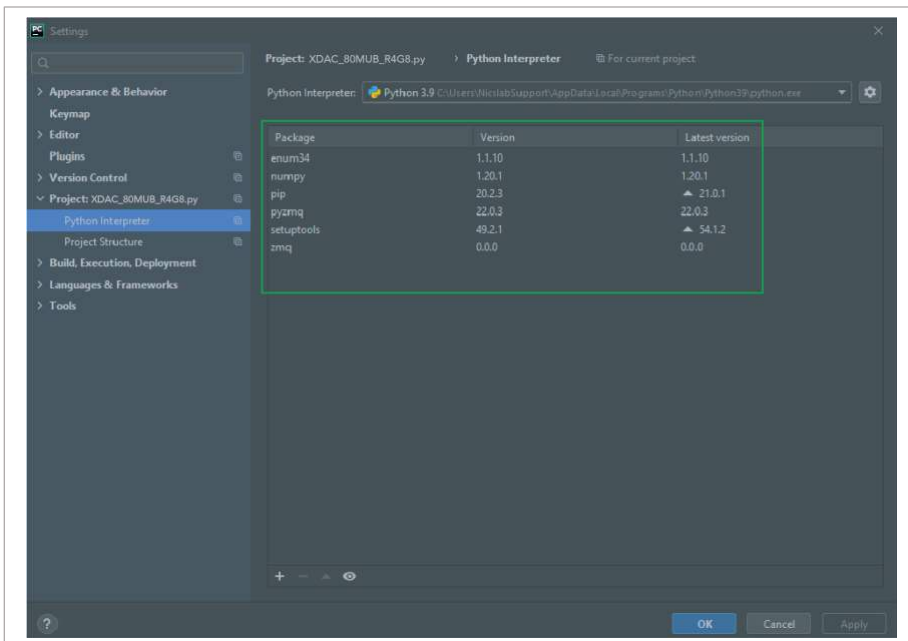 PC Settings
Project: XDAC_80MUB_R4G8.py › Python Interpreter For current project
> Appearance & Behavior
Keymap
> Editor
Plugins
> Version Control
Project: XDAC_80MUB_R4G8.py
Python Interpreter
Project Structure
> Build, Execution, Deployment
> Languages & Frameworks
> Tools
Python Interpreter: Python 3.9 C:\Users\NicslabSupport\AppData\Local\Programs\Python\Python39\python.exe
Package Version Latest version
enum34 1.1.10 1.1.10
numpy 1.20.1 1.20.1
pip 20.2.3 21.0.1
pyzmq 22.0.3 22.0.3
setuptools 49.2.1 54.1.2
zmq 0.0.0 0.0.0
? OK Cancel Apply